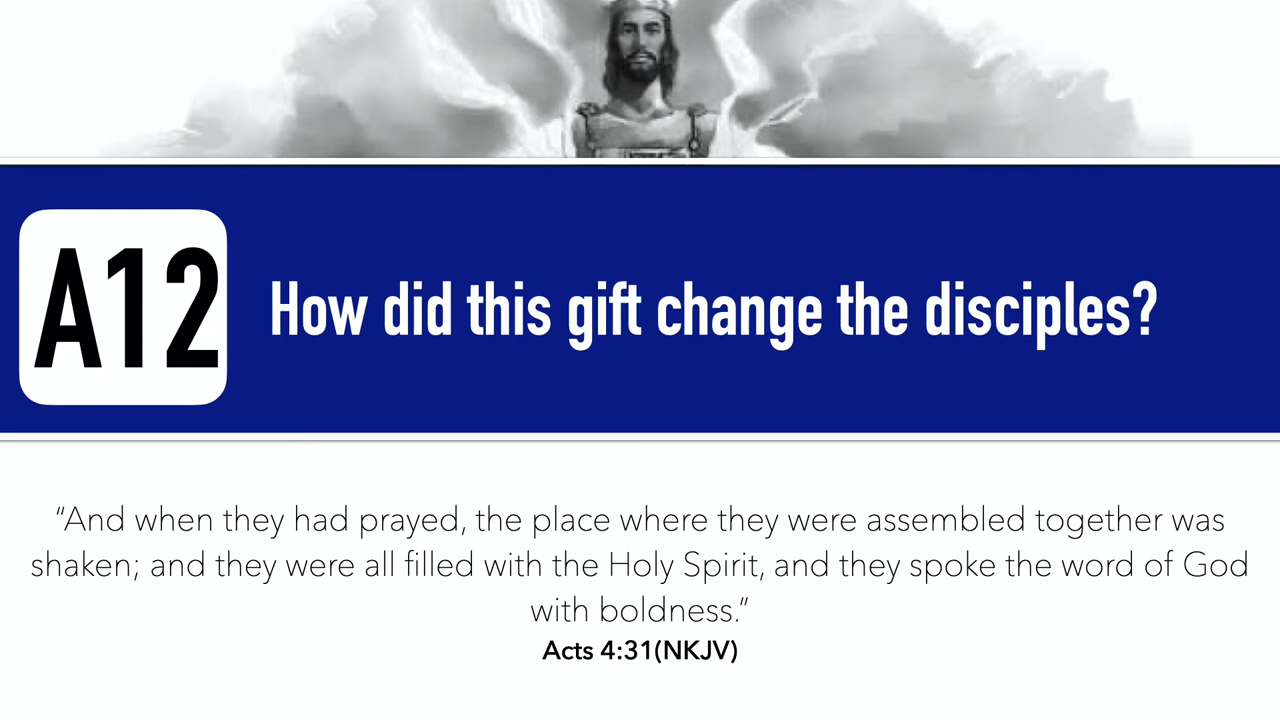 A12
How did this gift change the disciples?
“And when they had prayed, the place where they were assembled together was
shaken; and they were all filled with the Holy Spirit, and they spoke the word of God
with boldness.”
Acts 4:31(NKJV)